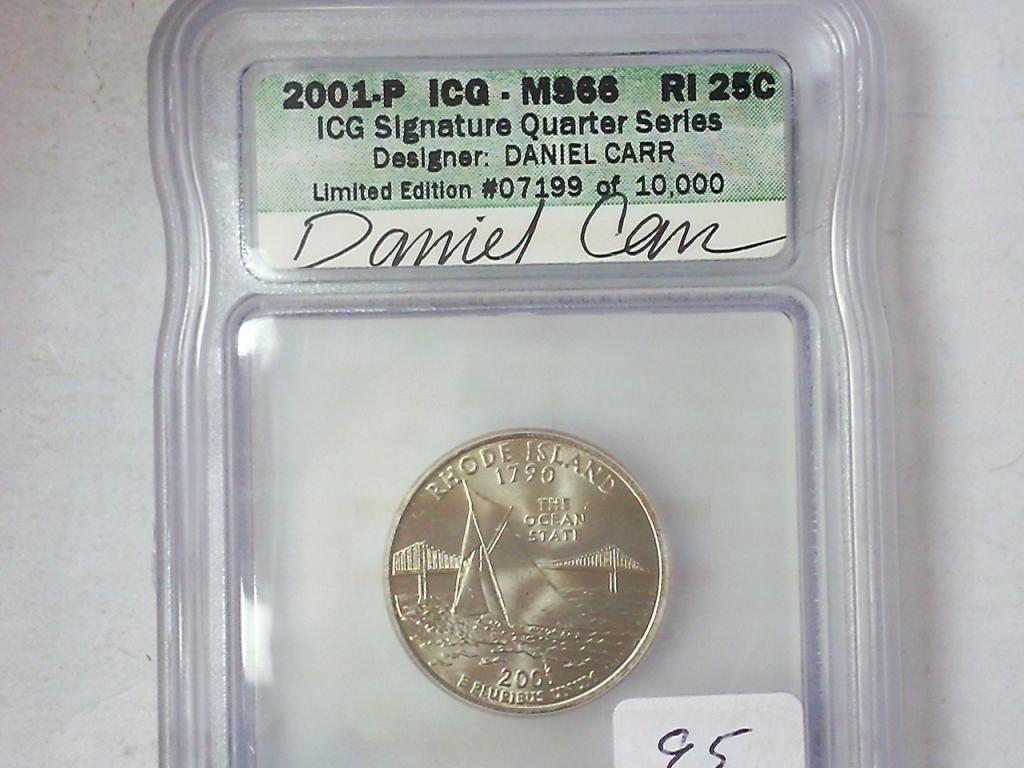 2001-P ICG - MS66 RI 25C
ICG Signature Quarter Series
Designer: DANIEL CARR
Limited Edition #07199 of 10,000
Daniel Carr
RHODE ISLAND
1790
THE
OCEAN
STATE
2001
E PLURIBUS UNUM
95